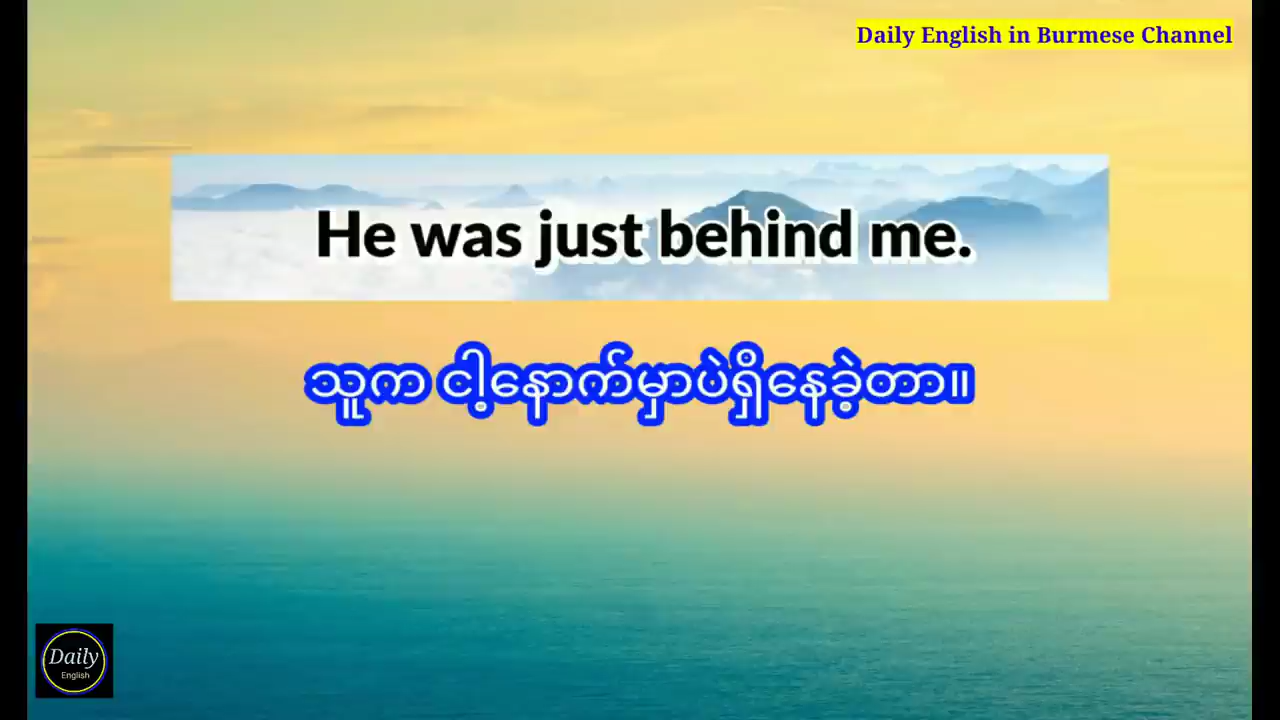 Daily English in Burmese Channel
He was just behind me.
သူက ငါ့နောက်မှာပဲရှိနေခဲ့တာ။
Daily
English